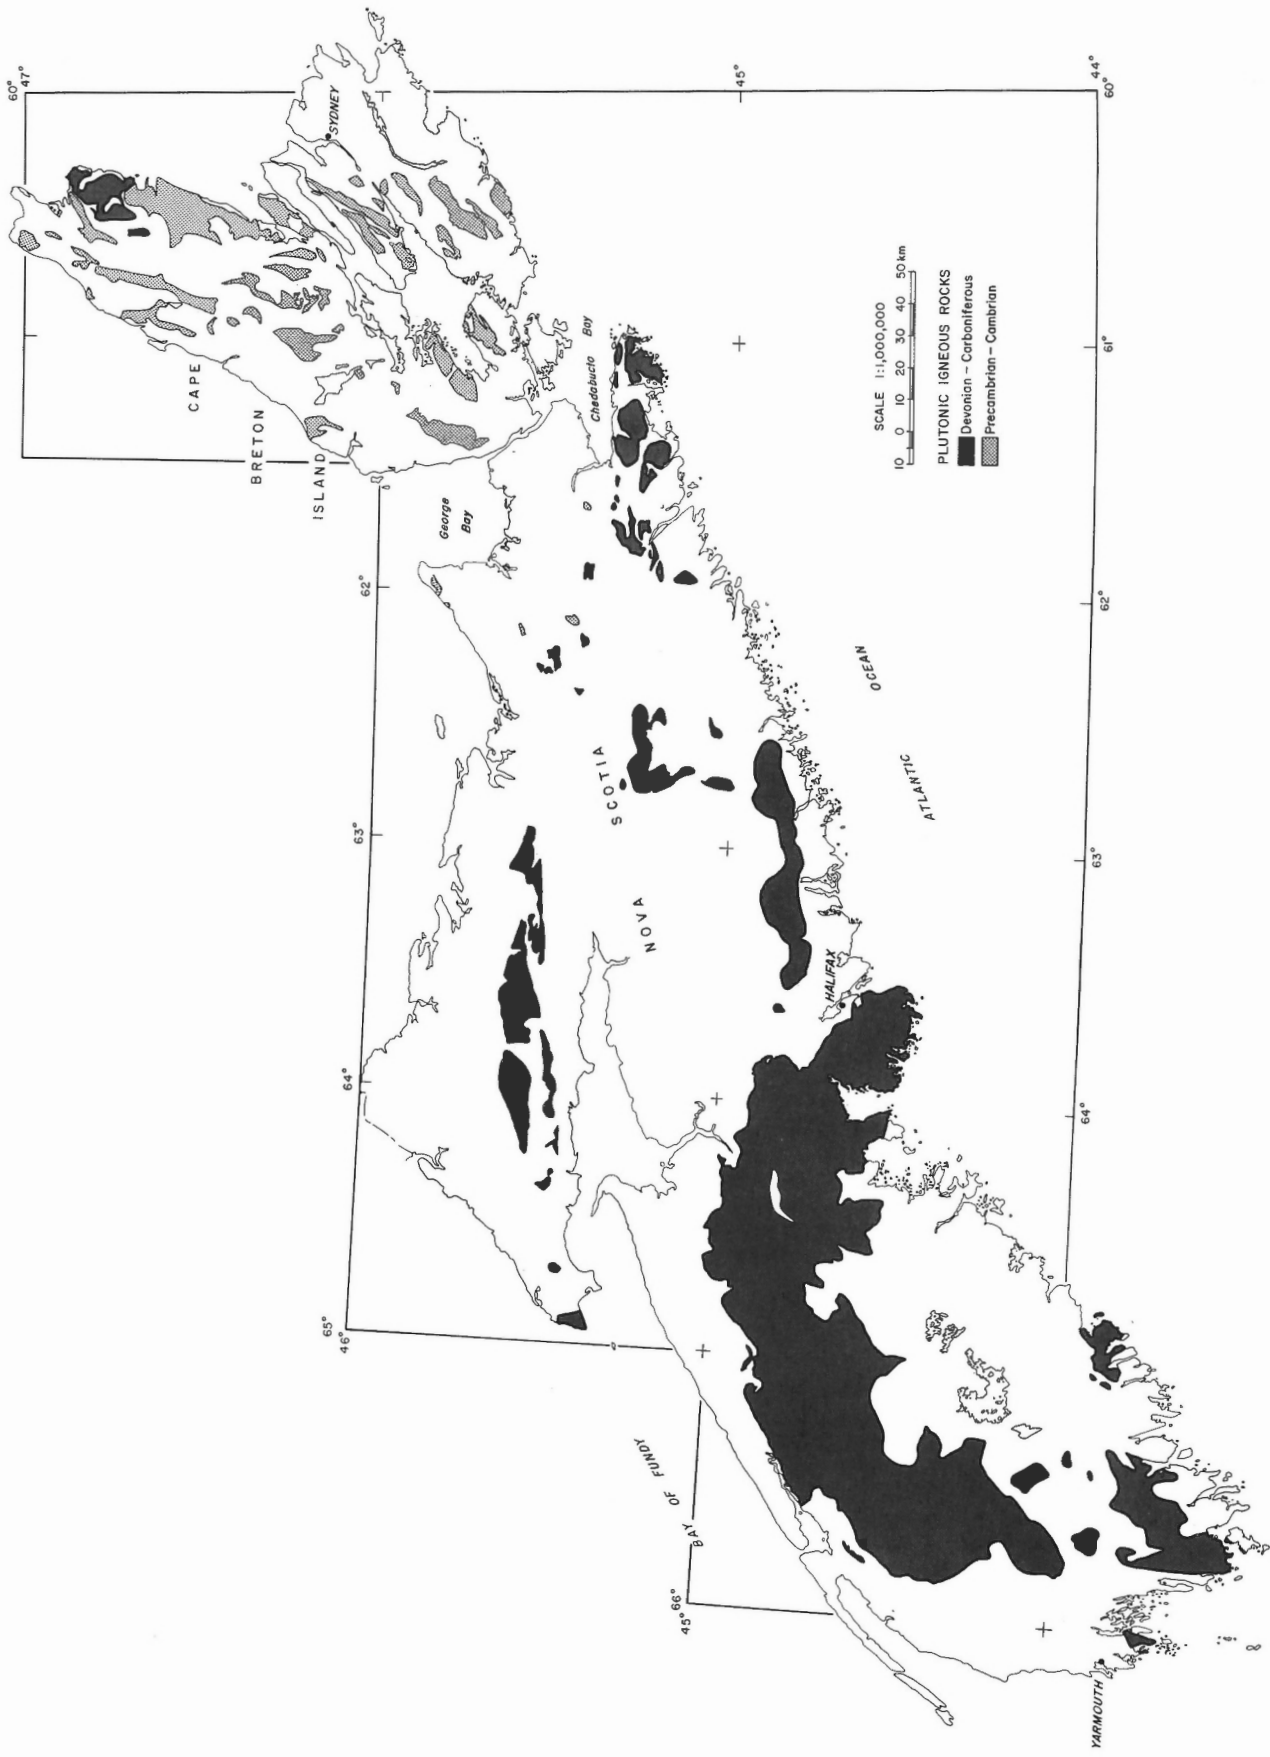 60°
47°
SYDNEY
45°
44°
60°
CAPE
BRETON
ISLAND
George
Bay
Chedabucto Bay
61°
62°
62°
63°
63°
64°
64°
65°
46°
NOVA
SCOTIA
HALIFAX
ATLANTIC
OCEAN
BAY OF FUNDY
45°
66°
YARMOUTH
SCALE 1:1,000,000
10 0 10 20 30 40 50 km
PLUTONIC IGNEOUS ROCKS
Devonian – Carboniferous
Precambrian – Cambrian